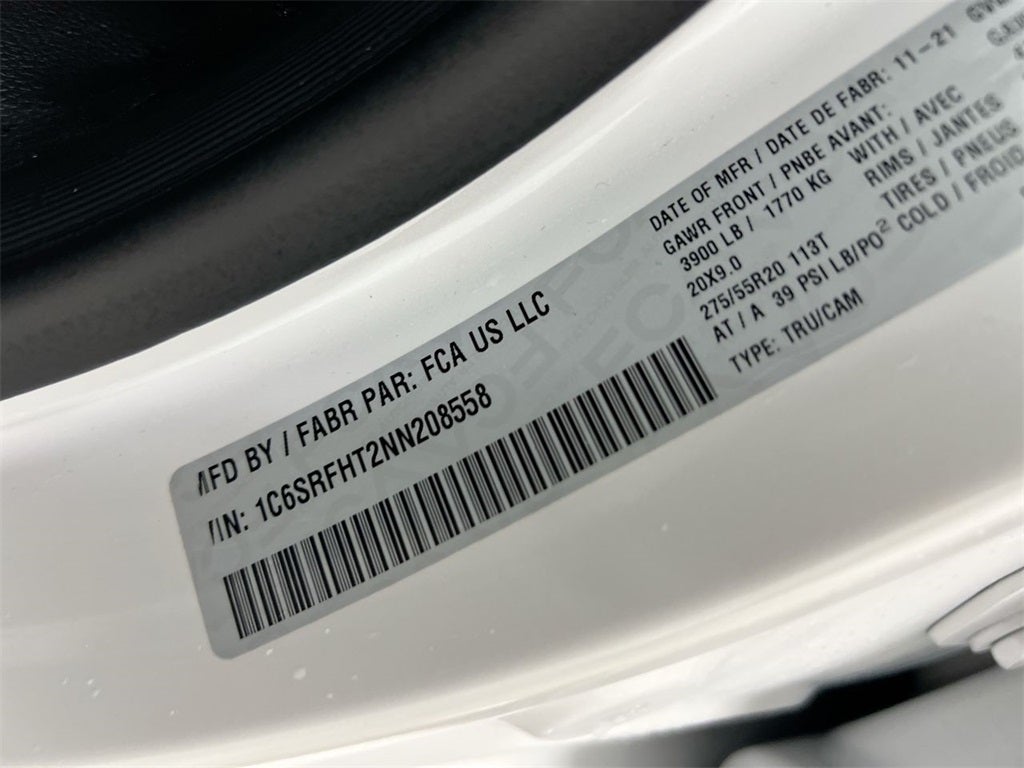 MFD BY / FABR PAR: FCA US LLC
VIN: 1C6SRFHT2NN208558
DATE OF MFR / DATE DE FABR: 11-21
GAWR FRONT / PNBE AVANT:
3900 LB / 1770 KG WITH / AVEC
20X9.0 RIMS / JANTES
275/55R20 113T TIRES / PNEUS
AT / A 39 PSI LB/PO² COLD / FROID
TYPE: TRU/CAM